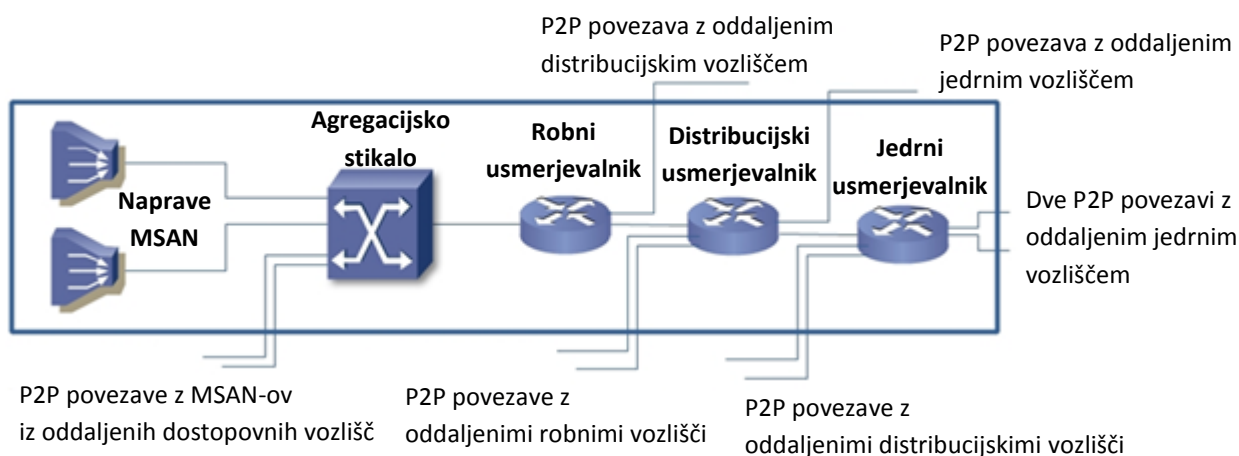 P2P povezava z oddaljenim
distribucijskim vozliščem
P2P povezava z oddaljenim
jedrnim vozliščem
Agregacijsko
stikalo
Robni
usmerjevalnik
Distribucijski
usmerjevalnik
Jedrni
usmerjevalnik
Naprave
MSAN
Dve P2P povezavi z
oddaljenim jedrnim
vozliščem
P2P povezave z MSAN-ov
iz oddaljenih dostopovnih vozlišč
P2P povezave z
oddaljenimi robnimi vozlišči
P2P povezave z
oddaljenimi distribucijskimi vozlišči